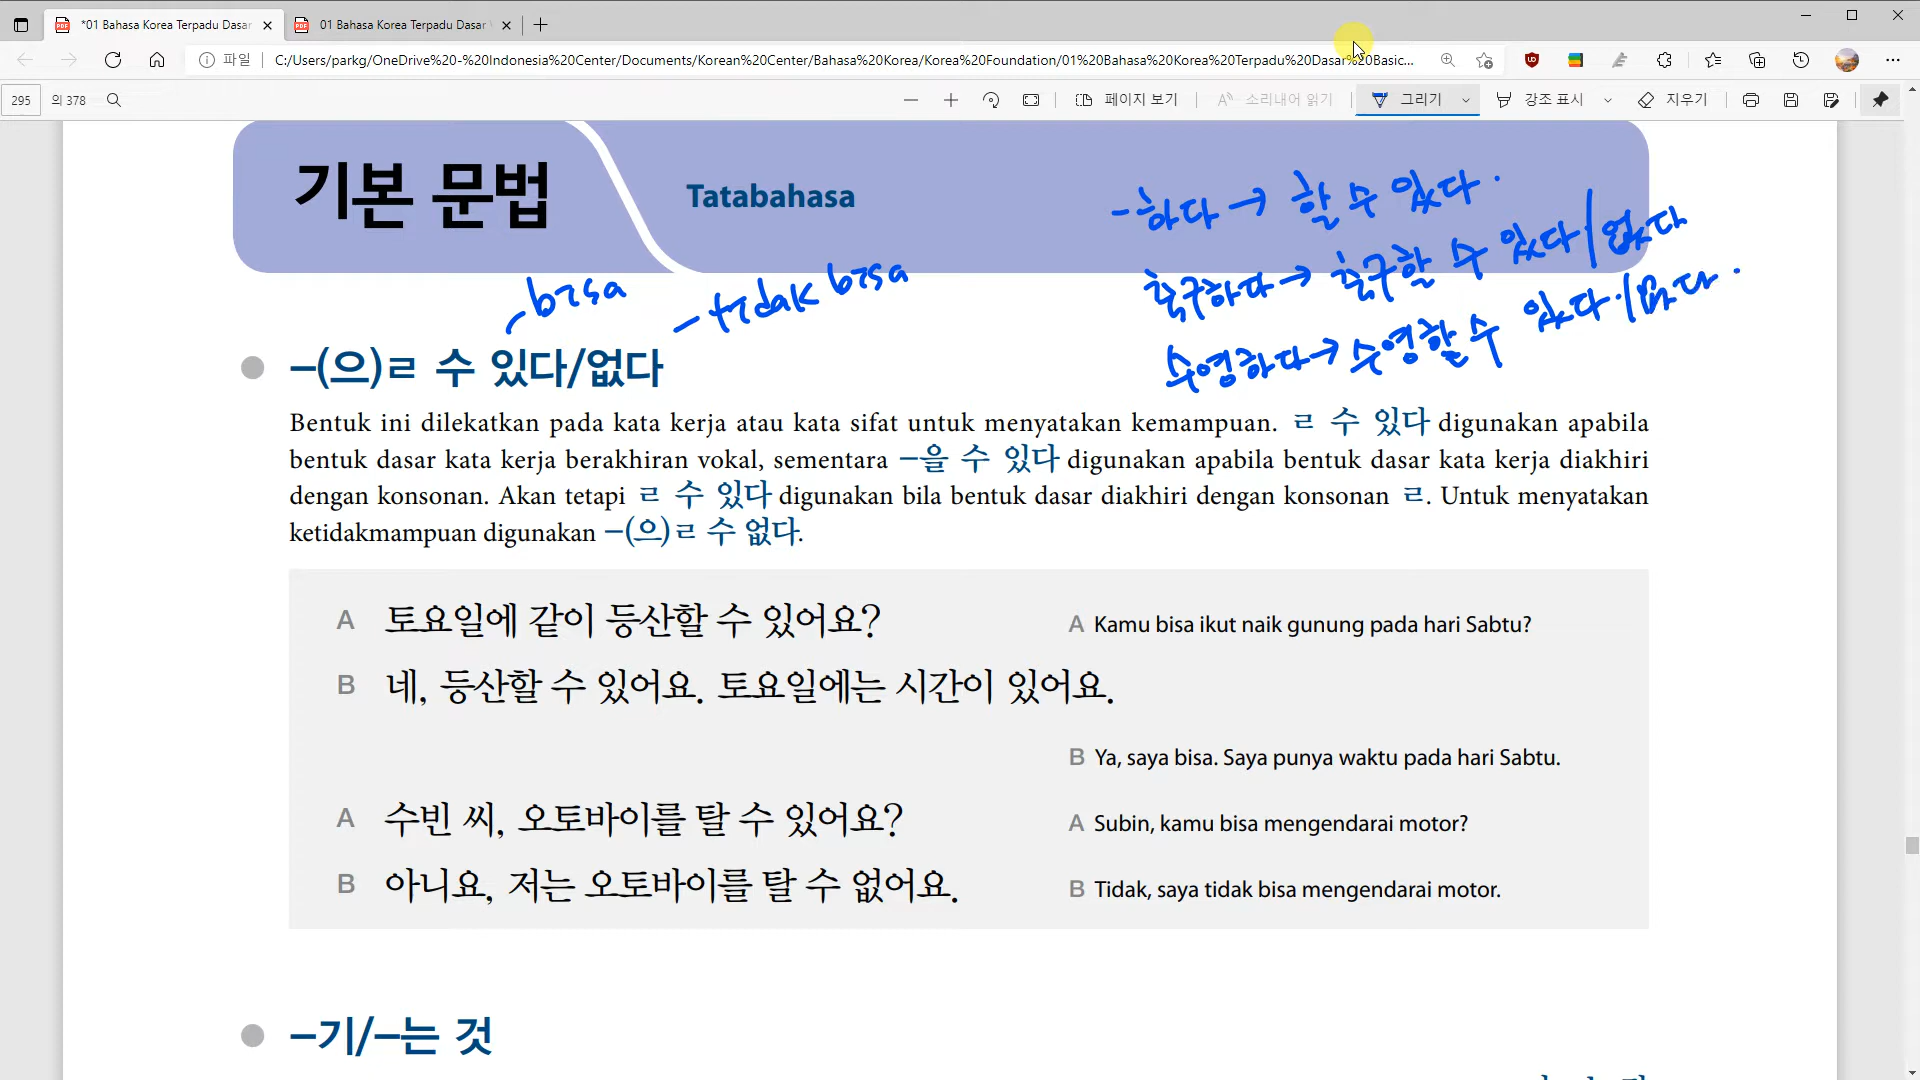 *01 Bahasa Korea Terpadu Dasar
01 Bahasa Korea Terpadu Dasar
파일
C:/Users/parkg/OneDrive%20-%20Indonesia%20Center/Documents/Korean%20Center/Bahasa%20Korea/Korea%20Foundation/01%20Bahasa%20Korea%20Terpadu%20Dasar%20Basic...
295 의 378
페이지 보기
소리내어 읽기
그리기
강조 표시
지우기
기본 문법
Tatabahasa
-하다 → 할 수 있다.
축구하다 → 축구할 수 있다/없다
수영하다 → 수영할 수 있다./없다.
- bisa
- tidak bisa
–(으)ㄹ 수 있다/없다
Bentuk ini dilekatkan pada kata kerja atau kata sifat untuk menyatakan kemampuan. ㄹ 수 있다 digunakan apabila
bentuk dasar kata kerja berakhiran vokal, sementara –을 수 있다 digunakan apabila bentuk dasar kata kerja diakhiri
dengan konsonan. Akan tetapi ㄹ 수 있다 digunakan bila bentuk dasar diakhiri dengan konsonan ㄹ. Untuk menyatakan
ketidakmampuan digunakan –(으)ㄹ 수 없다.
A 토요일에 같이 등산할 수 있어요?
A Kamu bisa ikut naik gunung pada hari Sabtu?
B 네, 등산할 수 있어요. 토요일에는 시간이 있어요.
B Ya, saya bisa. Saya punya waktu pada hari Sabtu.
A 수빈 씨, 오토바이를 탈 수 있어요?
A Subin, kamu bisa mengendarai motor?
B 아니요, 저는 오토바이를 탈 수 없어요.
B Tidak, saya tidak bisa mengendarai motor.
–기/–는 것